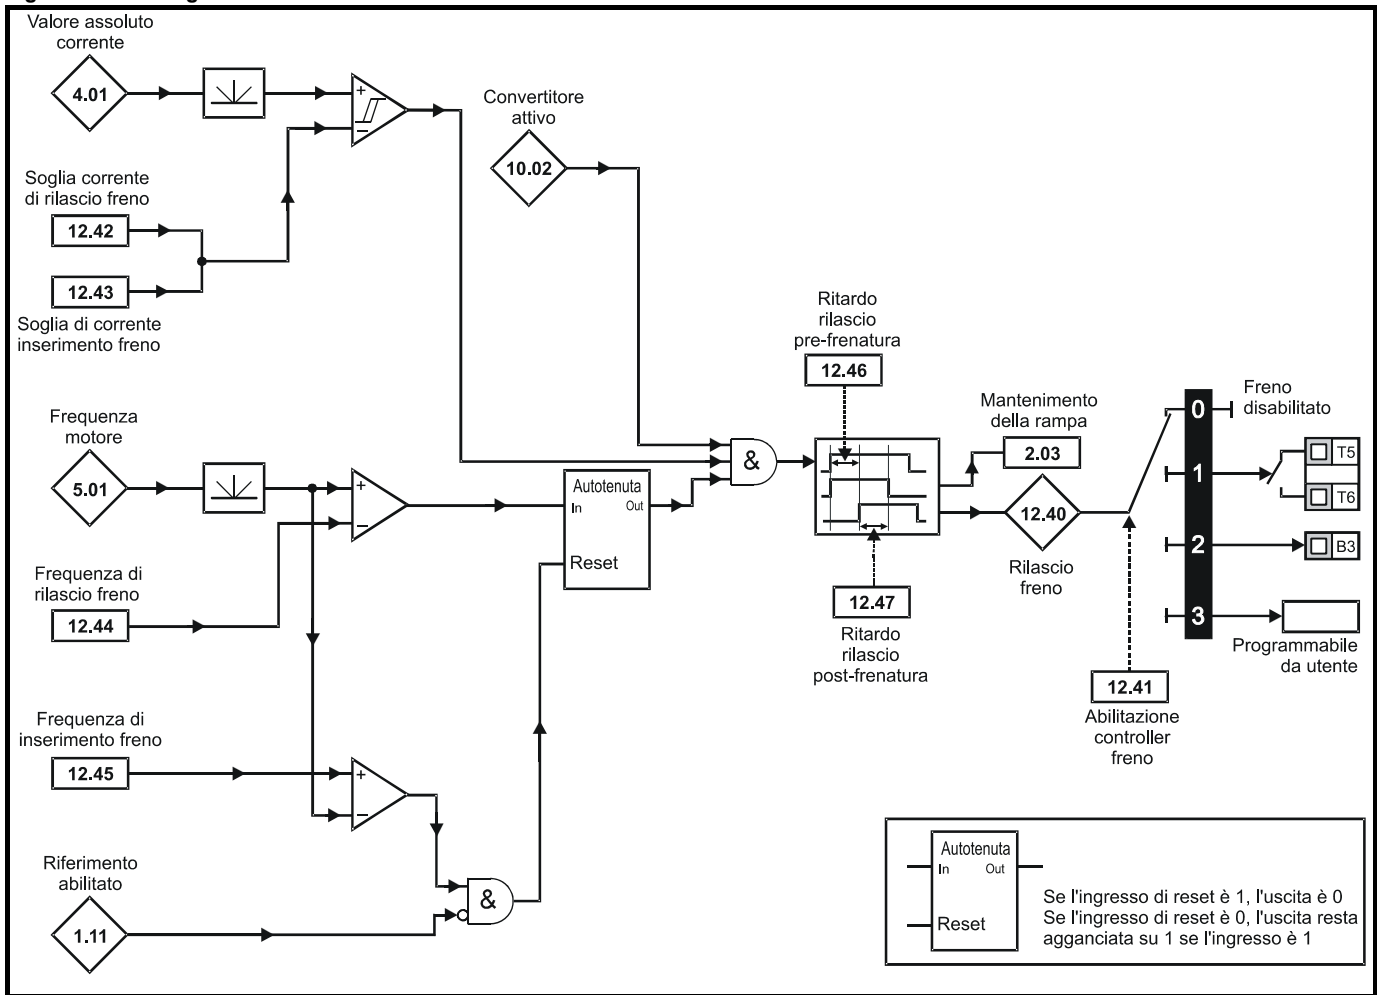 Valore assoluto
corrente
4.01
+
−
Convertitore
attivo
10.02
Soglia corrente
di rilascio freno
12.42
12.43
Soglia di corrente
inserimento freno
Ritardo
rilascio
pre-frenatura
12.46
Frequenza
motore
5.01
+
−
Autotenuta
In
Out
Reset
&
Mantenimento
della rampa
2.03
12.40
Rilascio
freno
0
Freno
disabilitato
1
T5
T6
2
B3
3
Programmabile
da utente
Frequenza di
rilascio freno
12.44
12.47
Ritardo
rilascio
post-frenatura
12.41
Abilitazione
controller
freno
Frequenza di
inserimento freno
12.45
+
−
Riferimento
abilitato
1.11
&
Autotenuta
In
Out
Reset
Se l'ingresso di reset è 1, l'uscita è 0
Se l'ingresso di reset è 0, l'uscita resta
agganciata su 1 se l'ingresso è 1